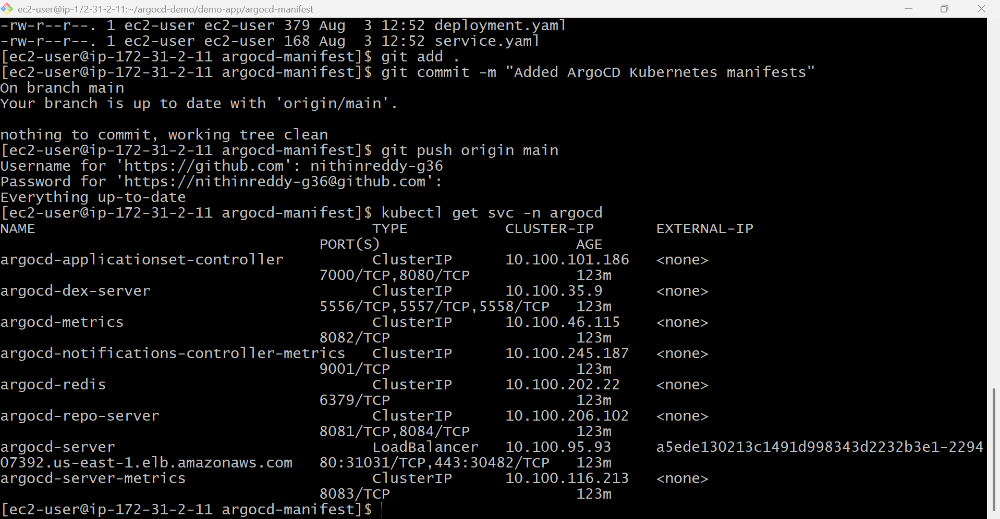 ec2-user@ip-172-31-2-11:~/argocd-demo/demo-app/argocd-manifest
-rw-r--r--. 1 ec2-user ec2-user 379 Aug  3 12:52 deployment.yaml
-rw-r--r--. 1 ec2-user ec2-user 168 Aug  3 12:52 service.yaml
[ec2-user@ip-172-31-2-11 argocd-manifest]$ git add .
[ec2-user@ip-172-31-2-11 argocd-manifest]$ git commit -m "Added ArgoCD Kubernetes manifests"
On branch main
Your branch is up to date with 'origin/main'.

nothing to commit, working tree clean
[ec2-user@ip-172-31-2-11 argocd-manifest]$ git push origin main
Username for 'https://github.com': nithinreddy-g36
Password for 'https://nithinreddy-g36@github.com':
Everything up-to-date
[ec2-user@ip-172-31-2-11 argocd-manifest]$ kubectl get svc -n argocd
NAME                                      TYPE           CLUSTER-IP       EXTERNAL-IP
                                    PORT(S)                      AGE
argocd-applicationset-controller          ClusterIP      10.100.101.186   <none>
                                    7000/TCP,8080/TCP            123m
argocd-dex-server                         ClusterIP      10.100.35.9      <none>
                                    5556/TCP,5557/TCP,5558/TCP   123m
argocd-metrics                            ClusterIP      10.100.46.115    <none>
                                    8082/TCP                     123m
argocd-notifications-controller-metrics   ClusterIP      10.100.245.187   <none>
                                    9001/TCP                     123m
argocd-redis                              ClusterIP      10.100.202.22    <none>
                                    6379/TCP                     123m
argocd-repo-server                        ClusterIP      10.100.206.102   <none>
                                    8081/TCP,8084/TCP            123m
argocd-server                             LoadBalancer   10.100.95.93     a5ede130213c1491d998343d2232b3e1-2294
07392.us-east-1.elb.amazonaws.com   80:31031/TCP,443:30482/TCP   123m
argocd-server-metrics                     ClusterIP      10.100.116.213   <none>
                                    8083/TCP                     123m
[ec2-user@ip-172-31-2-11 argocd-manifest]$